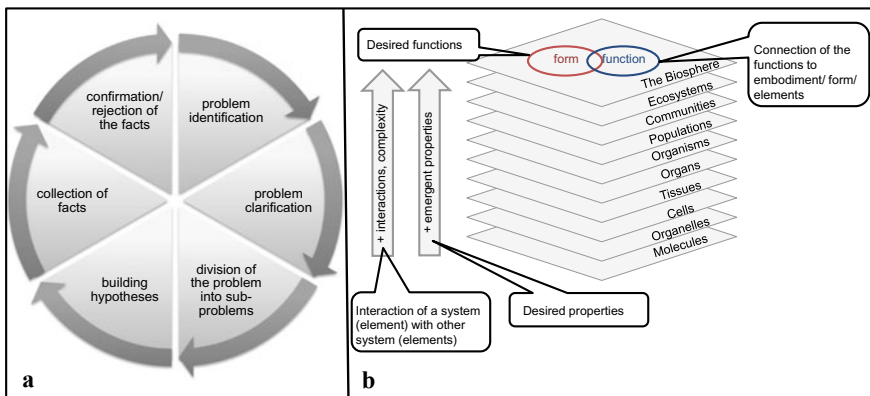 confirmation/
rejection of
the facts
problem
identification
collection of
facts
problem
clarification
building
hypotheses
division of
the problem
into sub-
problems
a
Desired functions
form
function
Connection of the
functions to
embodiment/ form/
elements
The Biosphere
Ecosystems
Communities
Populations
Organisms
Organs
Tissues
Cells
Organelles
Molecules
+ interactions, complexity
+ emergent properties
Interaction of a system
(element) with other
system (elements)
Desired properties
b